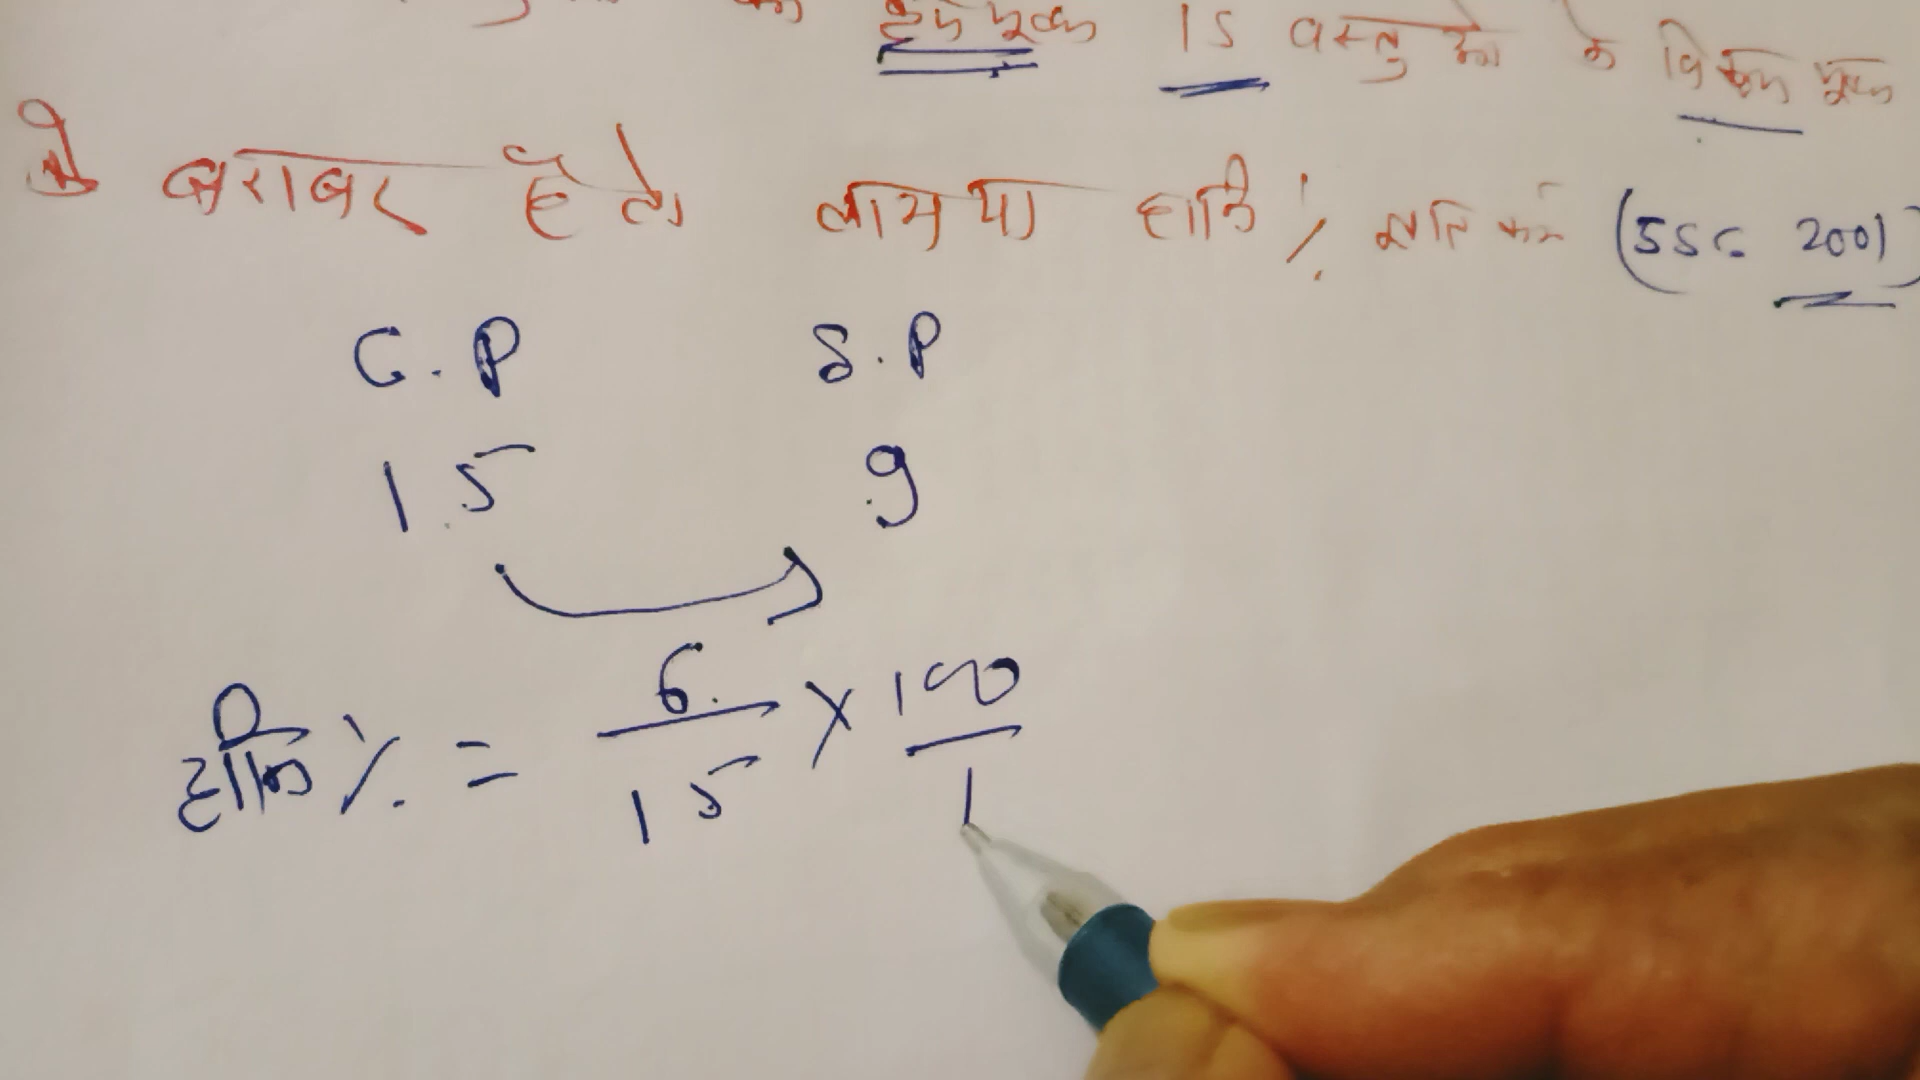 क्रय मूल्य 15 वस्तुओं के विक्रय मूल्य
के बराबर है तो लाभ या हानि % ज्ञात करें (SSC 2001)
C.P S.P
15 9
हानि % = 6/15 × 100/1